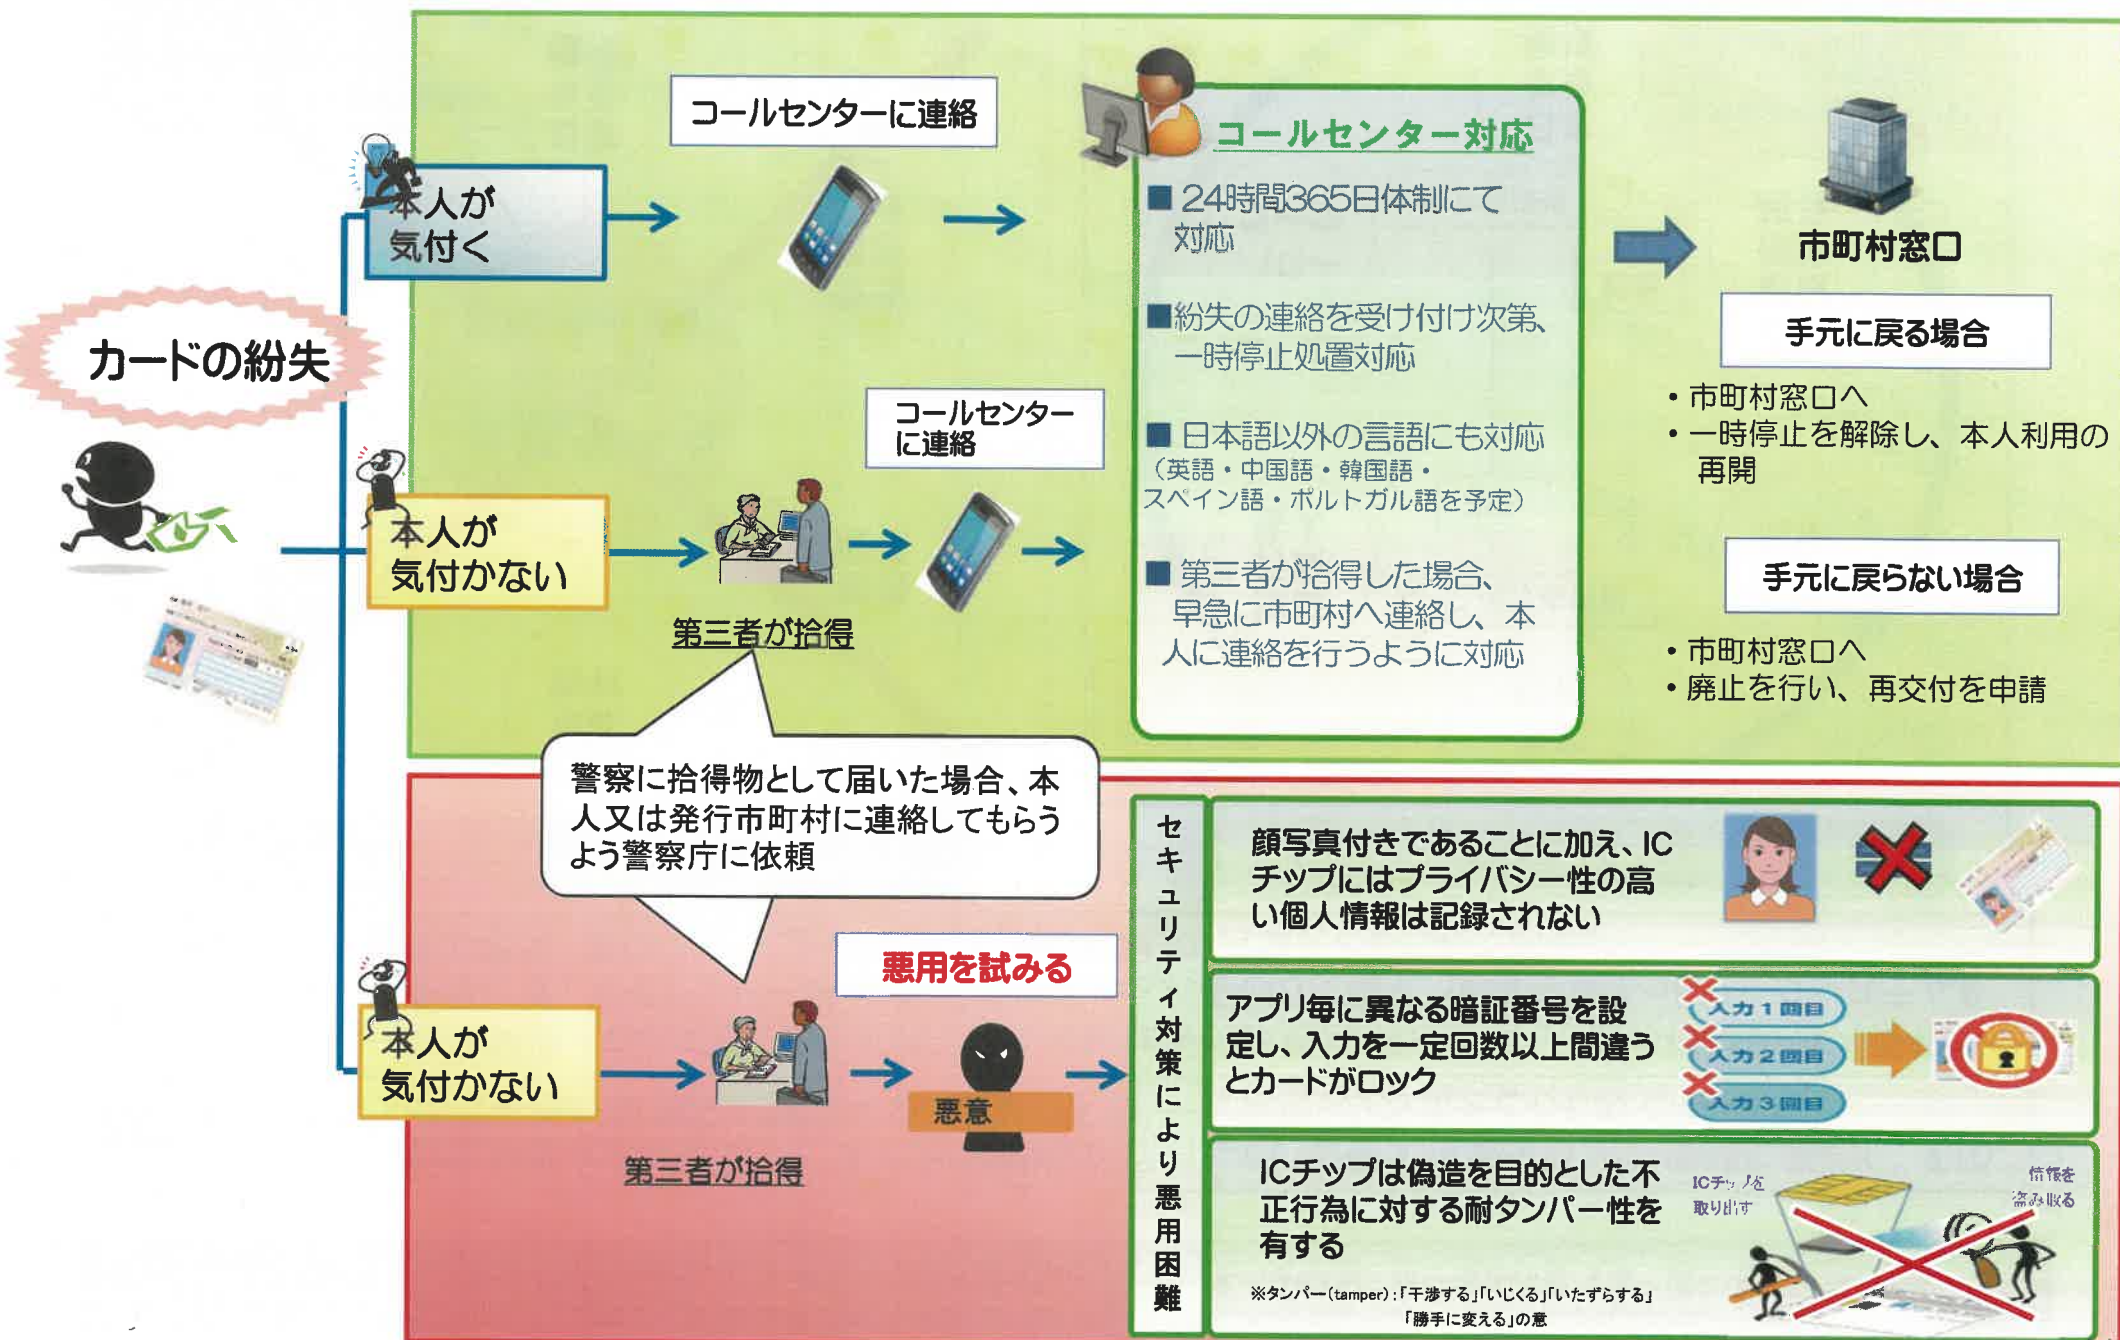 カードの紛失
本人が
気付く
コールセンターに連絡
コールセンター対応
■ 24時間365日体制にて
対応
■紛失の連絡を受け付け次第、
一時停止処置対応
■ 日本語以外の言語にも対応
（英語・中国語・韓国語・
スペイン語・ポルトガル語を予定）
■ 第三者が拾得した場合、
早急に市町村へ連絡し、本
人に連絡を行うように対応
市町村窓口
手元に戻る場合
・市町村窓口へ
・一時停止を解除し、本人利用の
再開
手元に戻らない場合
・市町村窓口へ
・廃止を行い、再交付を申請
本人が
気付かない
第三者が拾得
コールセンター
に連絡
警察に拾得物として届いた場合、本
人又は発行市町村に連絡してもらう
よう警察庁に依頼
本人が
気付かない
第三者が拾得
悪用を試みる
悪意
セキュリティ対策により悪用困難
顔写真付きであることに加え、IC
チップにはプライバシー性の高
い個人情報は記録されない
アプリ毎に異なる暗証番号を設
定し、入力を一定回数以上間違う
とカードがロック
入力1回目
入力2回目
入力3回目
ICチップは偽造を目的とした不
正行為に対する耐タンパー性を
有する
※タンパー(tamper)：「干渉する」「いじくる」「いたずらする」
「勝手に変える」の意
ICチップを
取り出す
情報を
盗み取る